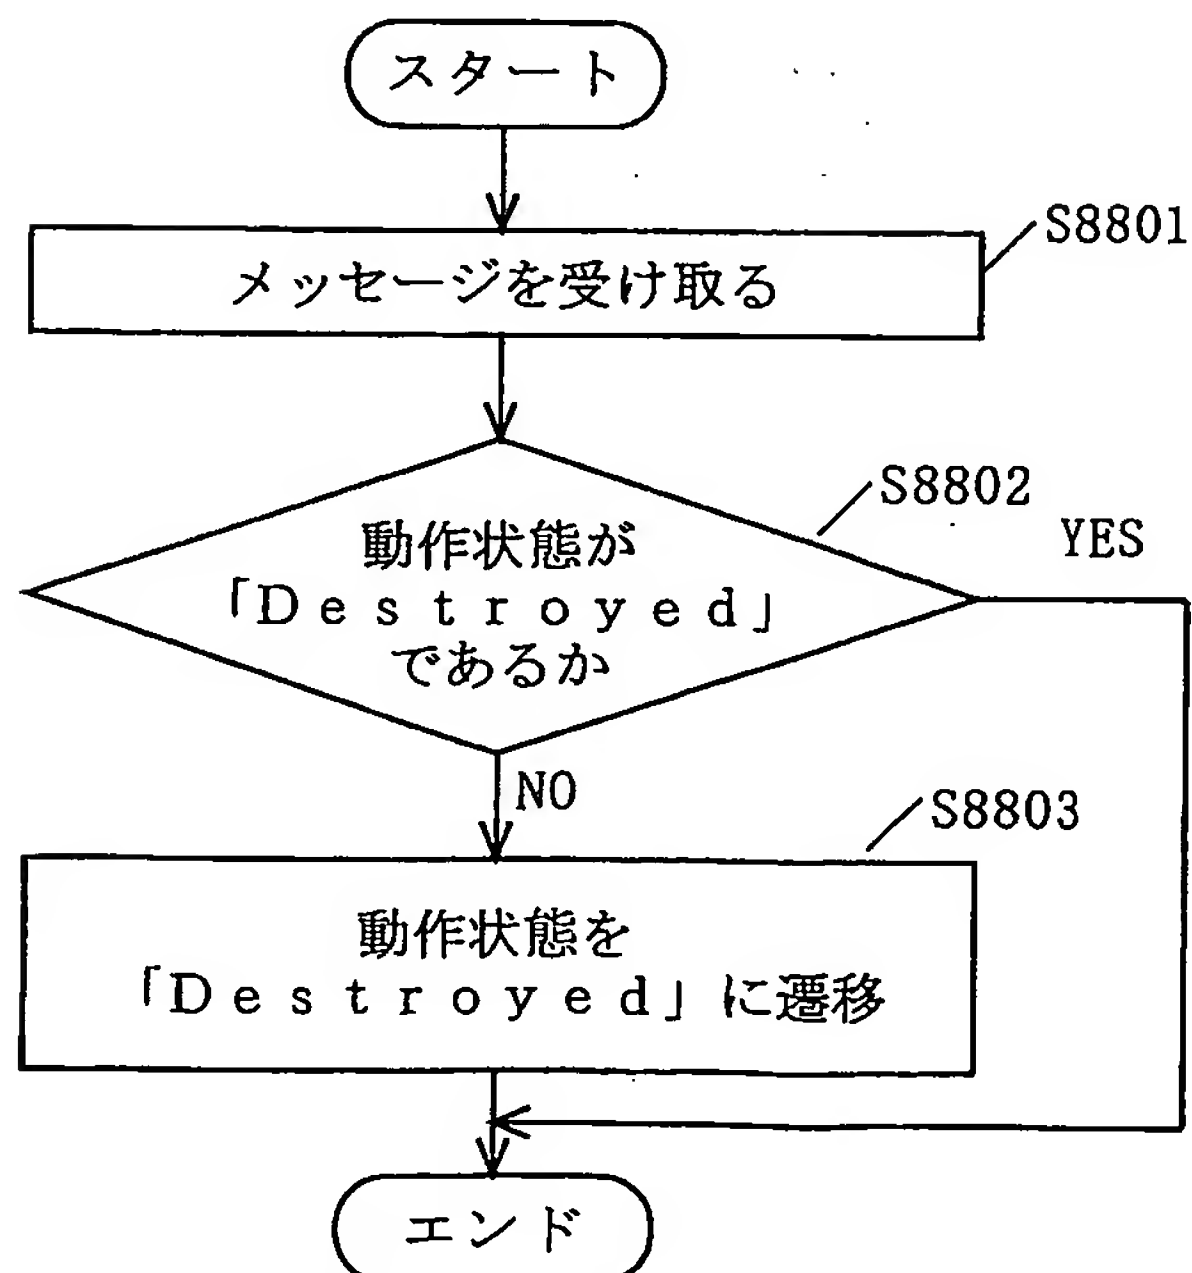 スタート
S8801
メッセージを受け取る
S8802
YES
動作状態が
「Destroyed」
であるか
NO
S8803
動作状態を
「Destroyed」に遷移
エンド